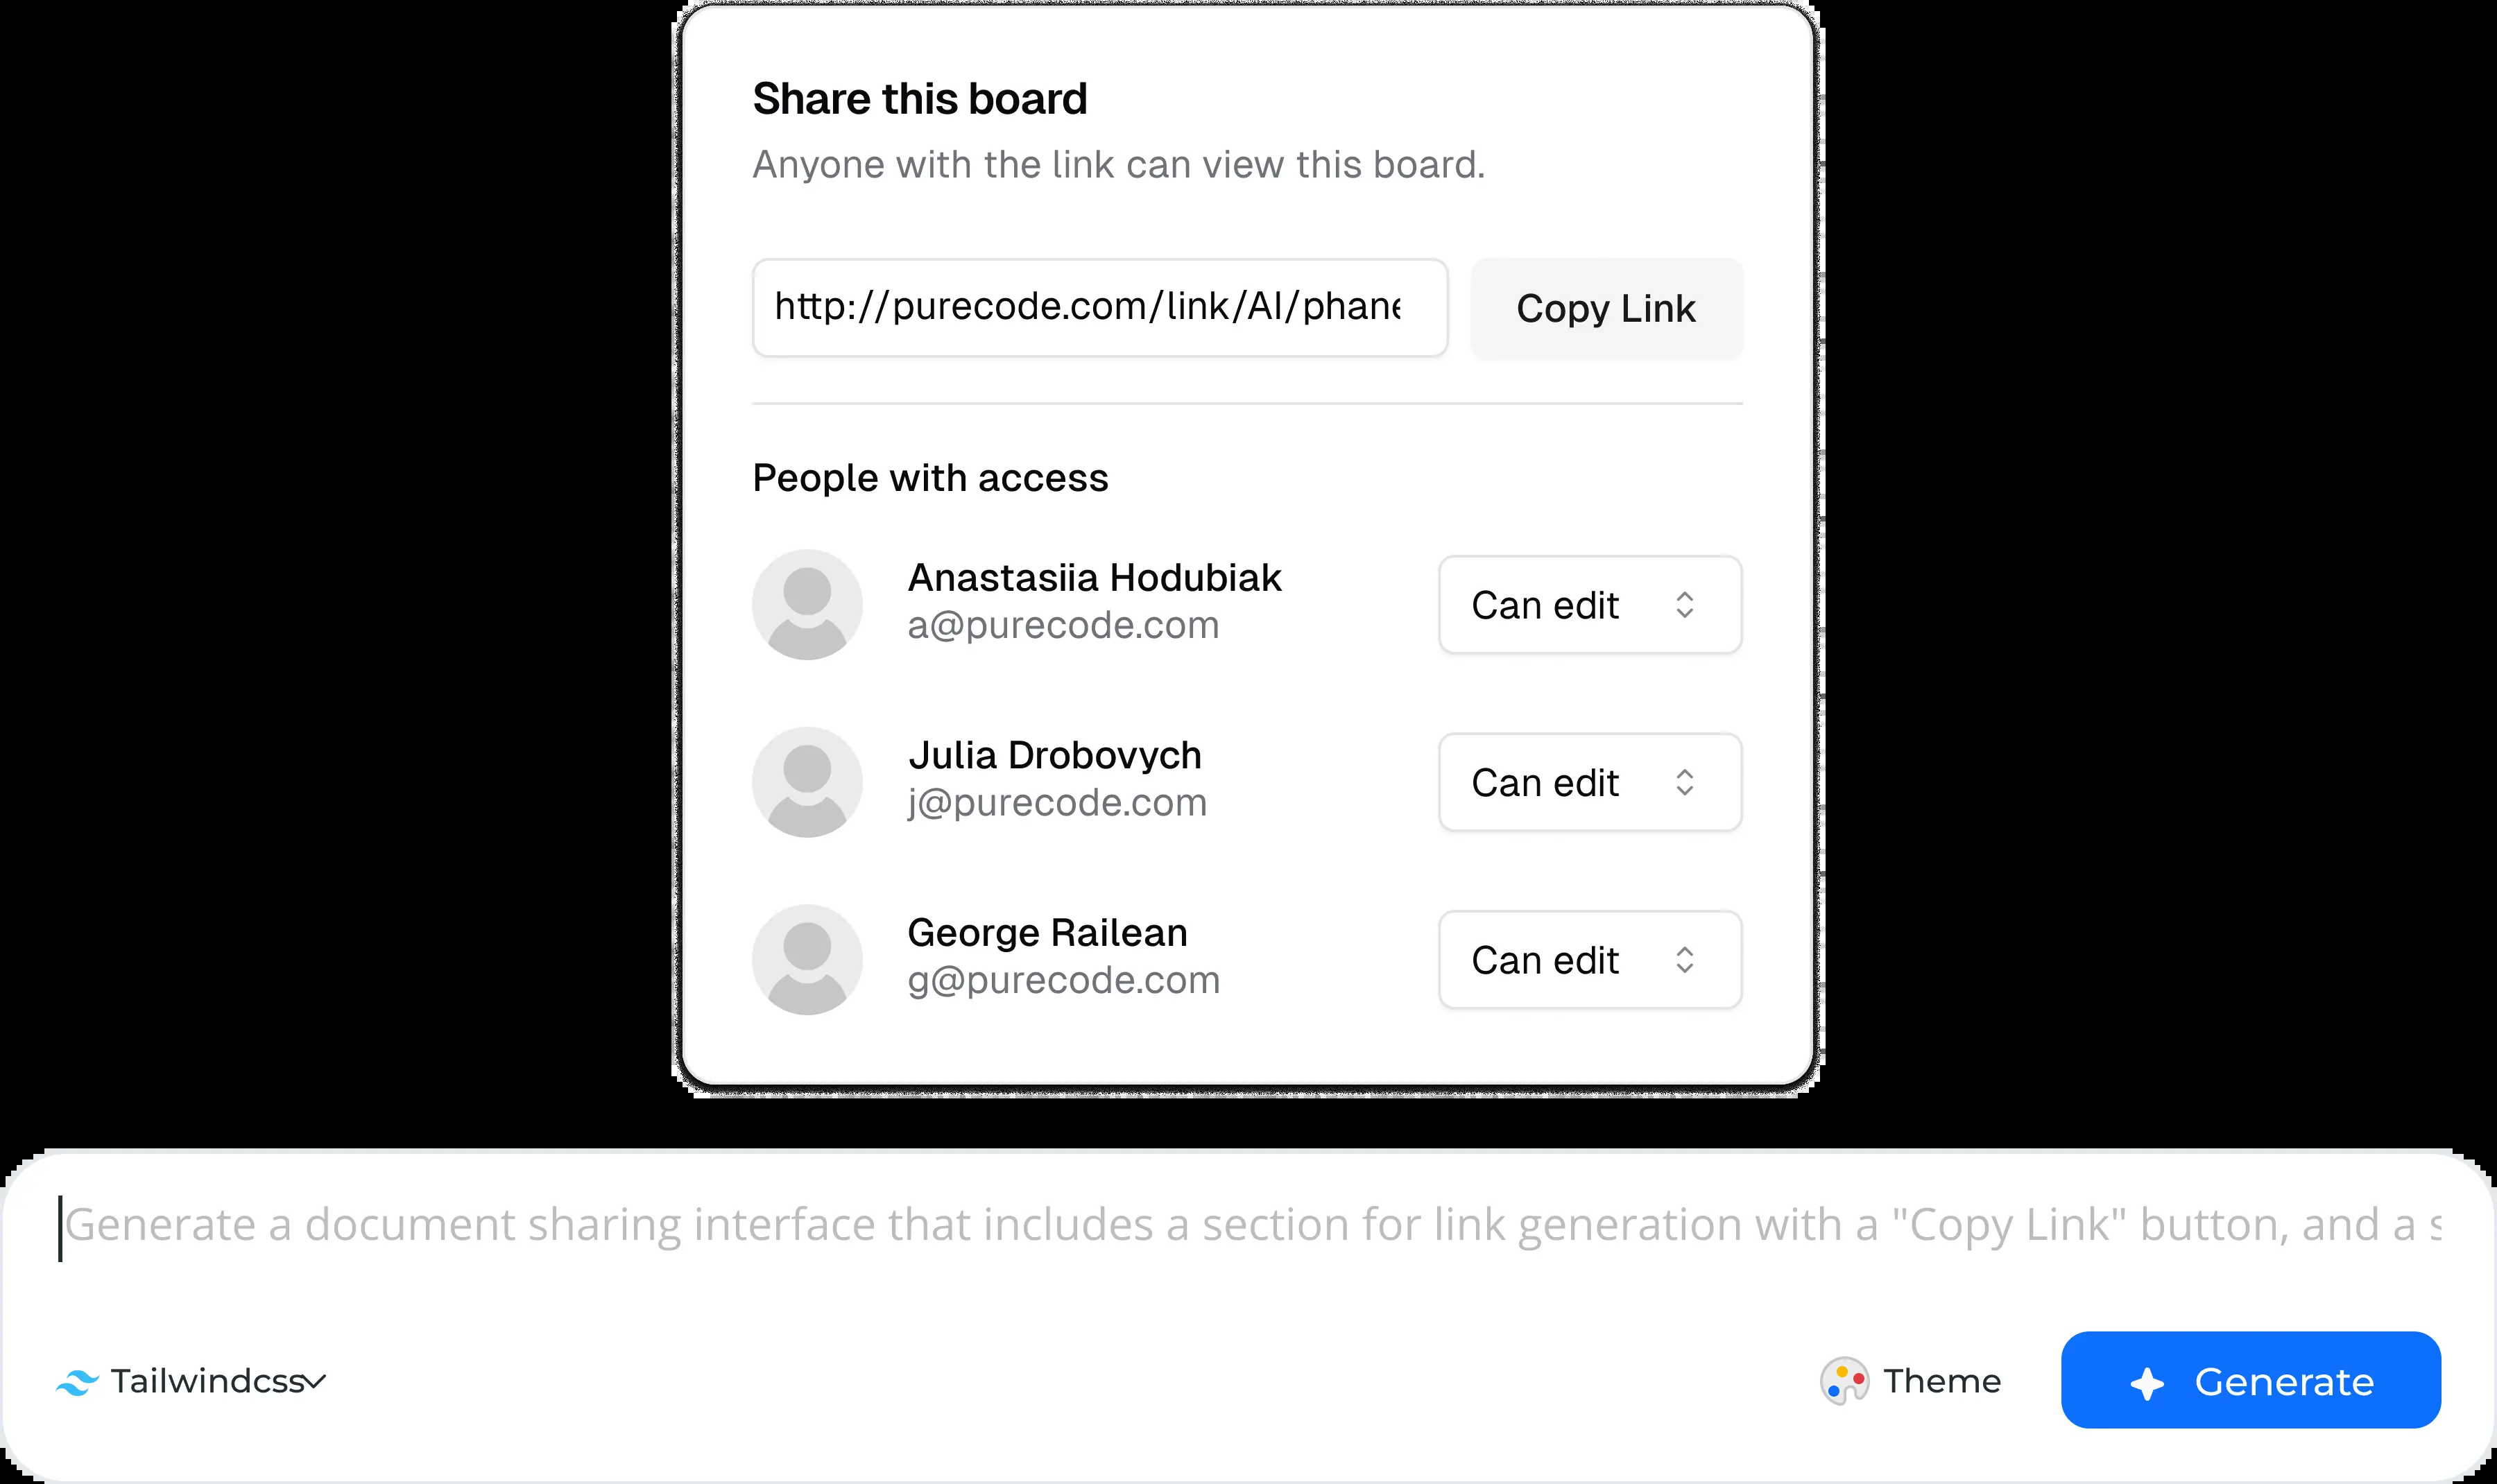 Share this board
Anyone with the link can view this board.
http://purecode.com/link/AI/phane
Copy Link
People with access
Anastasiia Hodubiak
a@purecode.com
Can edit
Julia Drobovych
j@purecode.com
Can edit
George Railean
g@purecode.com
Can edit
Generate a document sharing interface that includes a section for link generation with a "Copy Link" button, and a s
Tailwindcss
Theme
Generate